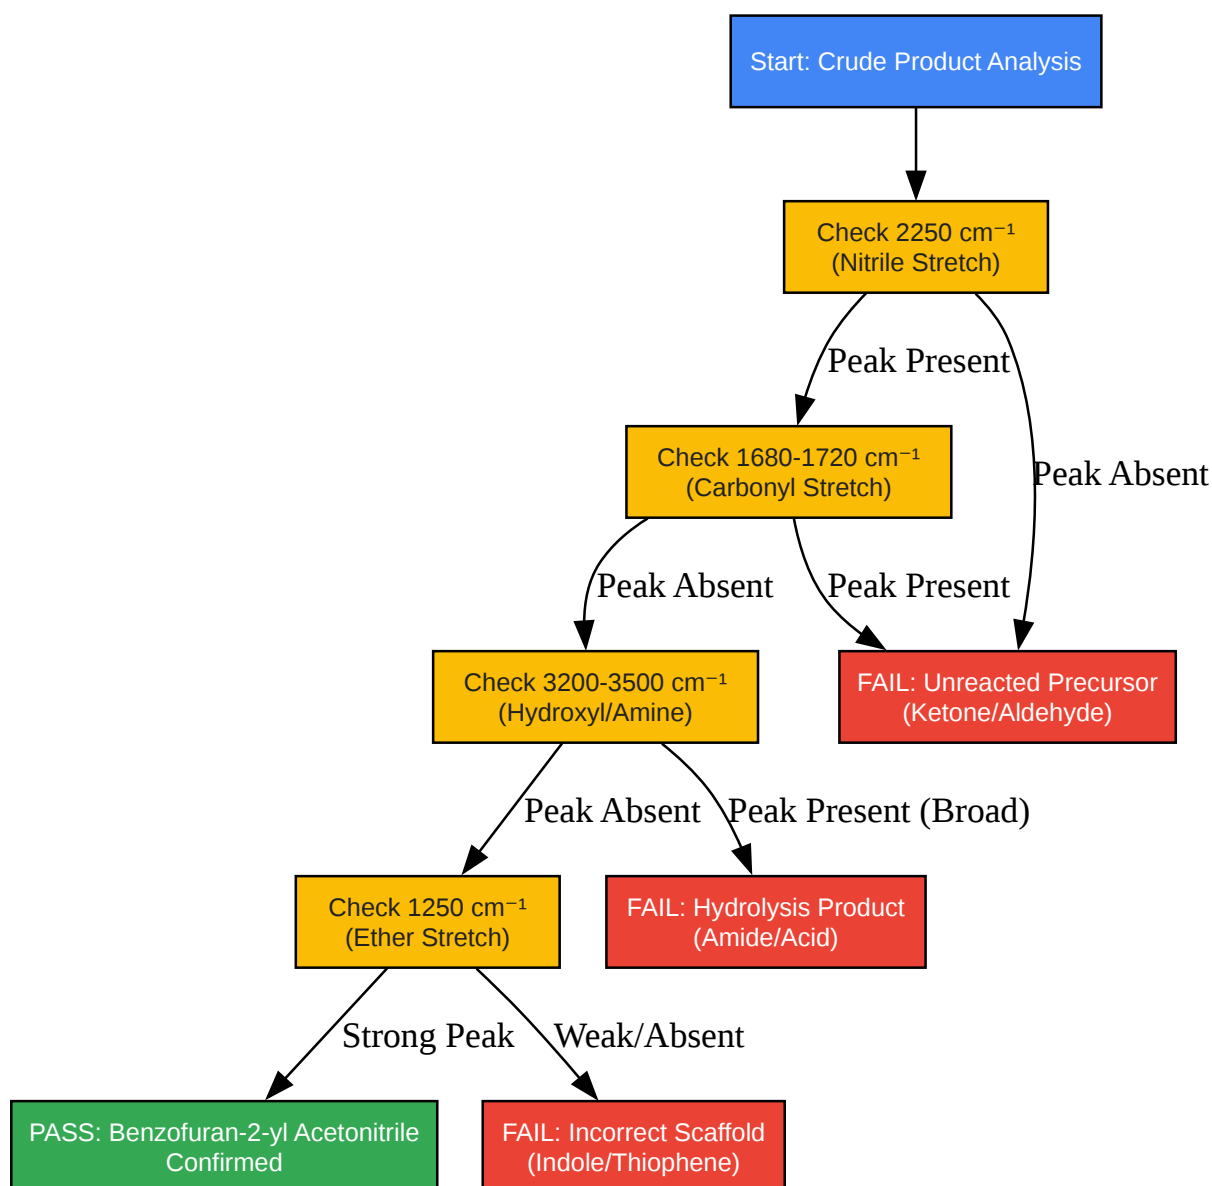 Start: Crude Product Analysis
Check 2250 cm⁻¹
(Nitrile Stretch)
Peak Present
Check 1680-1720 cm⁻¹
(Carbonyl Stretch)
Peak Absent
Peak Absent
Peak Present
Check 3200-3500 cm⁻¹
(Hydroxyl/Amine)
FAIL: Unreacted Precursor
(Ketone/Aldehyde)
Peak Absent
Peak Present (Broad)
Check 1250 cm⁻¹
(Ether Stretch)
FAIL: Hydrolysis Product
(Amide/Acid)
Strong Peak
Weak/Absent
PASS: Benzofuran-2-yl Acetonitrile
Confirmed
FAIL: Incorrect Scaffold
(Indole/Thiophene)